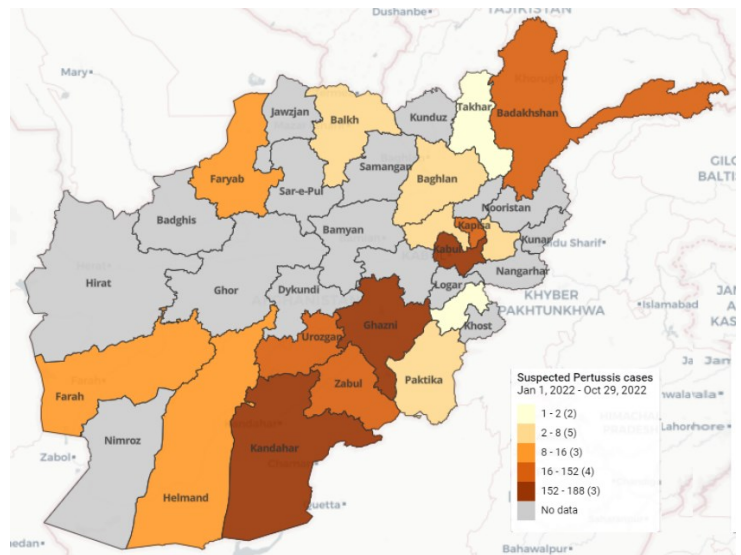 Dushanbe•
TAJIKISTAN
Mary•
Jawzjan
Balkh
Kunduz
Takhar
Badakhshan
Faryab
Samangan
Baghlan
Sar-e-Pul
Badghis
Nooristan
Bamyan
Kapisa
Kabul
Kunar
Nangarhar
Hirat
Ghor
Dykundi
Logar
KHYBER
PAKHTUNKHWA
•Islamabad
Ghazni
Khost
Urozgan
Zabul
Paktika
Farah
Kandahar
Nimroz
Zabol
Helmand
Lahore•
Bahawalpur•
Suspected Pertussis cases
Jan 1, 2022 - Oct 29, 2022
1 - 2 (2)
2 - 8 (5)
8 - 16 (3)
16 - 152 (4)
152 - 188 (3)
No data